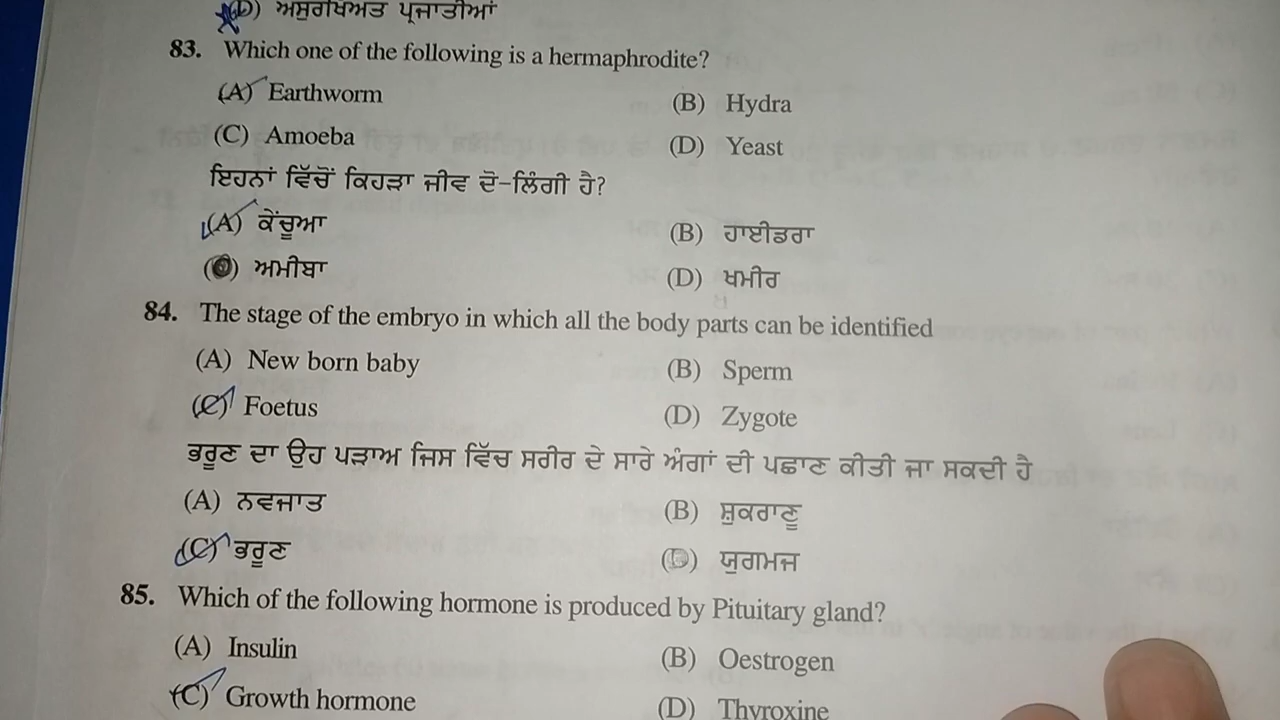 (D) ਅਸੁਰੱਖਿਅਤ ਪ੍ਰਜਾਤੀਆਂ
83. Which one of the following is a hermaphrodite?
(A) Earthworm (B) Hydra
(C) Amoeba (D) Yeast
ਇਹਨਾਂ ਵਿੱਚੋਂ ਕਿਹੜਾ ਜੀਵ ਦੋ-ਲਿੰਗੀ ਹੈ?
(A) ਕੇਂਚੂਆ (B) ਹਾਈਡਰਾ
(C) ਅਮੀਬਾ (D) ਖਮੀਰ
84. The stage of the embryo in which all the body parts can be identified
(A) New born baby (B) Sperm
(C) Foetus (D) Zygote
ਭਰੂਣ ਦਾ ਉਹ ਪੜਾਅ ਜਿਸ ਵਿੱਚ ਸਰੀਰ ਦੇ ਸਾਰੇ ਅੰਗਾਂ ਦੀ ਪਛਾਣ ਕੀਤੀ ਜਾ ਸਕਦੀ ਹੈ
(A) ਨਵਜਾਤ (B) ਸ਼ੁਕਰਾਣੂ
(C) ਭਰੂਣ (D) ਯੁਗਮਜ
85. Which of the following hormone is produced by Pituitary gland?
(A) Insulin (B) Oestrogen
(C) Growth hormone (D) Thyroxine